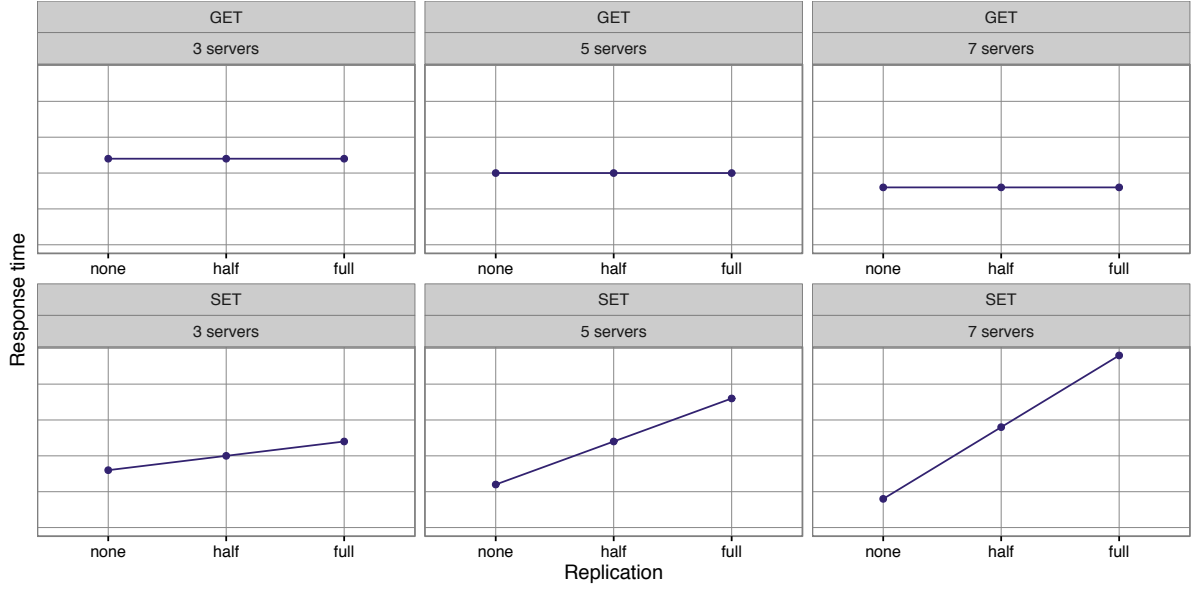 GET
GET
GET
3 servers
5 servers
7 servers
none half full
none half full
none half full
Response time
SET
SET
SET
3 servers
5 servers
7 servers
none half full
none half full
none half full
Replication